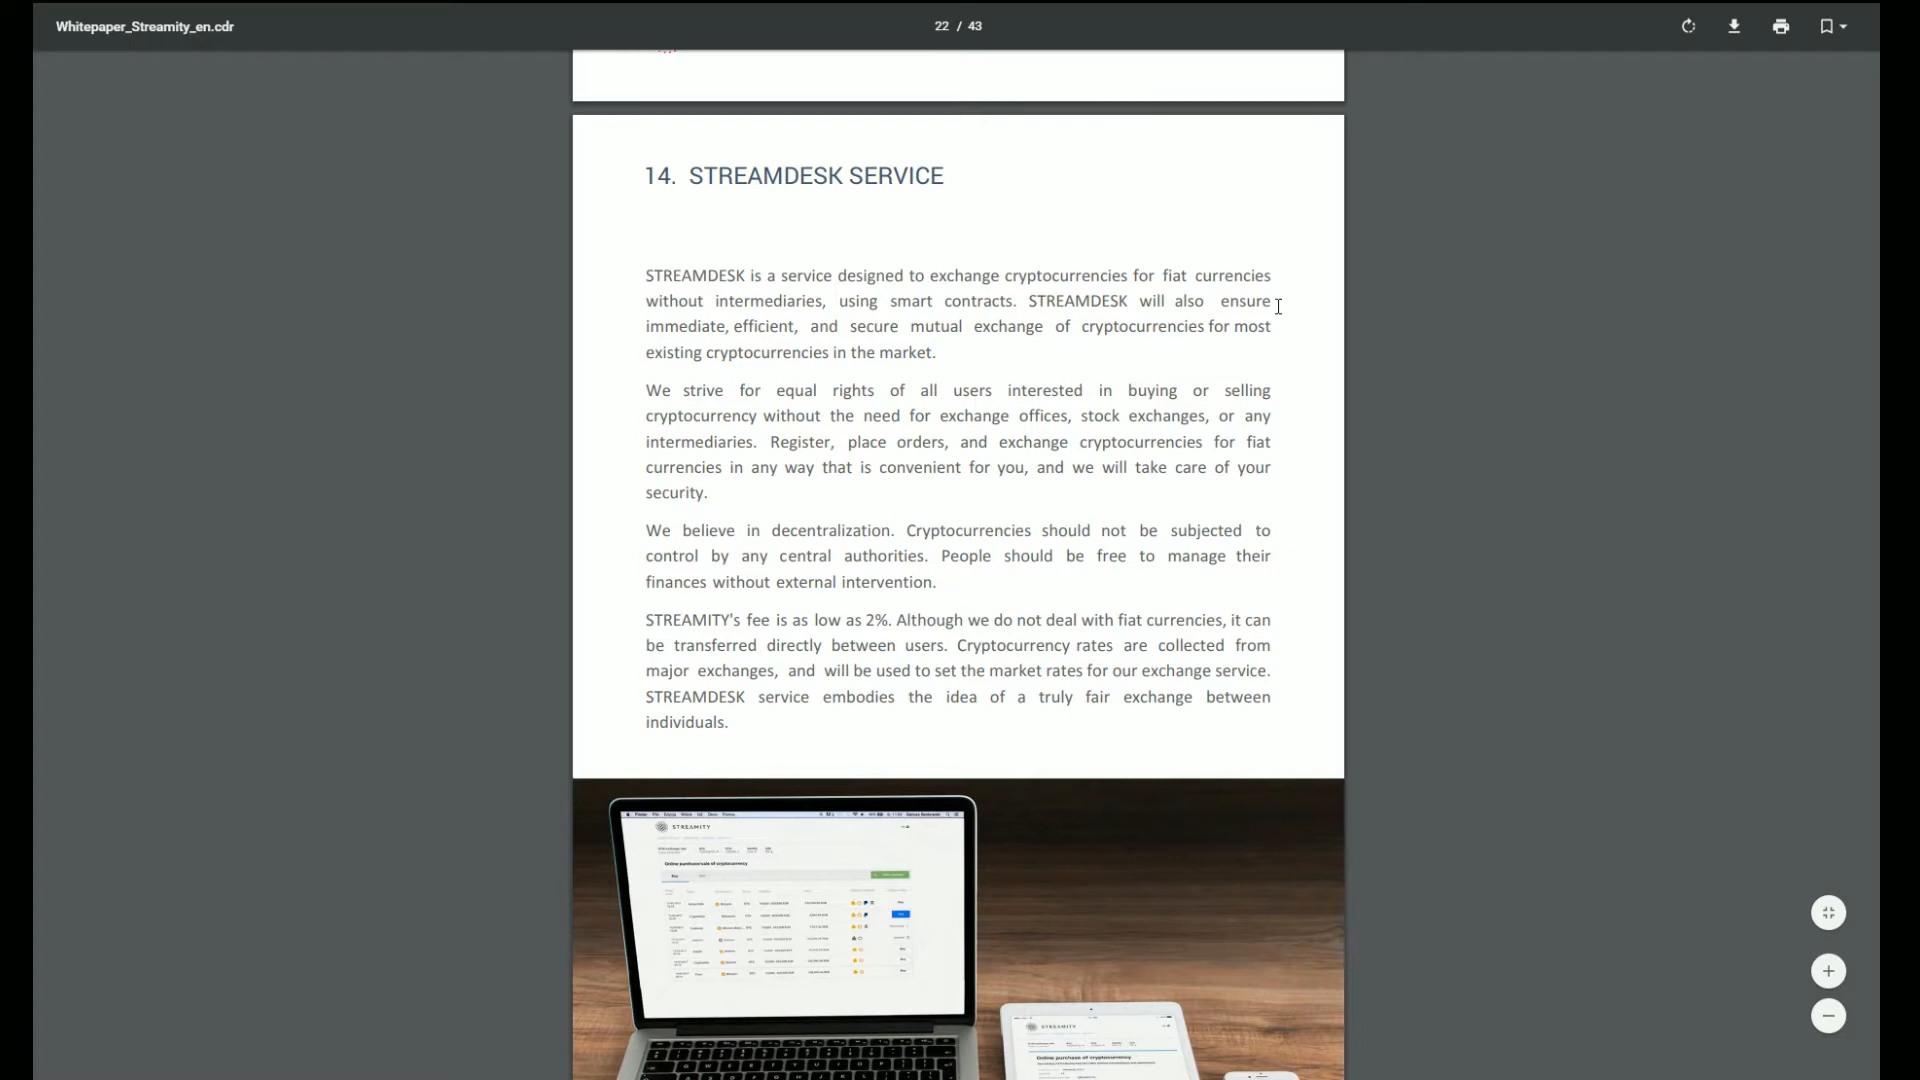 Whitepaper_Streamity_en.cdr
22 / 43
14. STREAMDESK SERVICE
STREAMDESK is a service designed to exchange cryptocurrencies for fiat currencies
without intermediaries, using smart contracts. STREAMDESK will also ensure
immediate, efficient, and secure mutual exchange of cryptocurrencies for most
existing cryptocurrencies in the market.
We strive for equal rights of all users interested in buying or selling
cryptocurrency without the need for exchange offices, stock exchanges, or any
intermediaries. Register, place orders, and exchange cryptocurrencies for fiat
currencies in any way that is convenient for you, and we will take care of your
security.
We believe in decentralization. Cryptocurrencies should not be subjected to
control by any central authorities. People should be free to manage their
finances without external intervention.
STREAMITY's fee is as low as 2%. Although we do not deal with fiat currencies, it can
be transferred directly between users. Cryptocurrency rates are collected from
major exchanges, and will be used to set the market rates for our exchange service.
STREAMDESK service embodies the idea of a truly fair exchange between
individuals.
STREAMITY
Online purchase/sale of cryptocurrency
STREAMITY
Online purchase of cryptocurrency